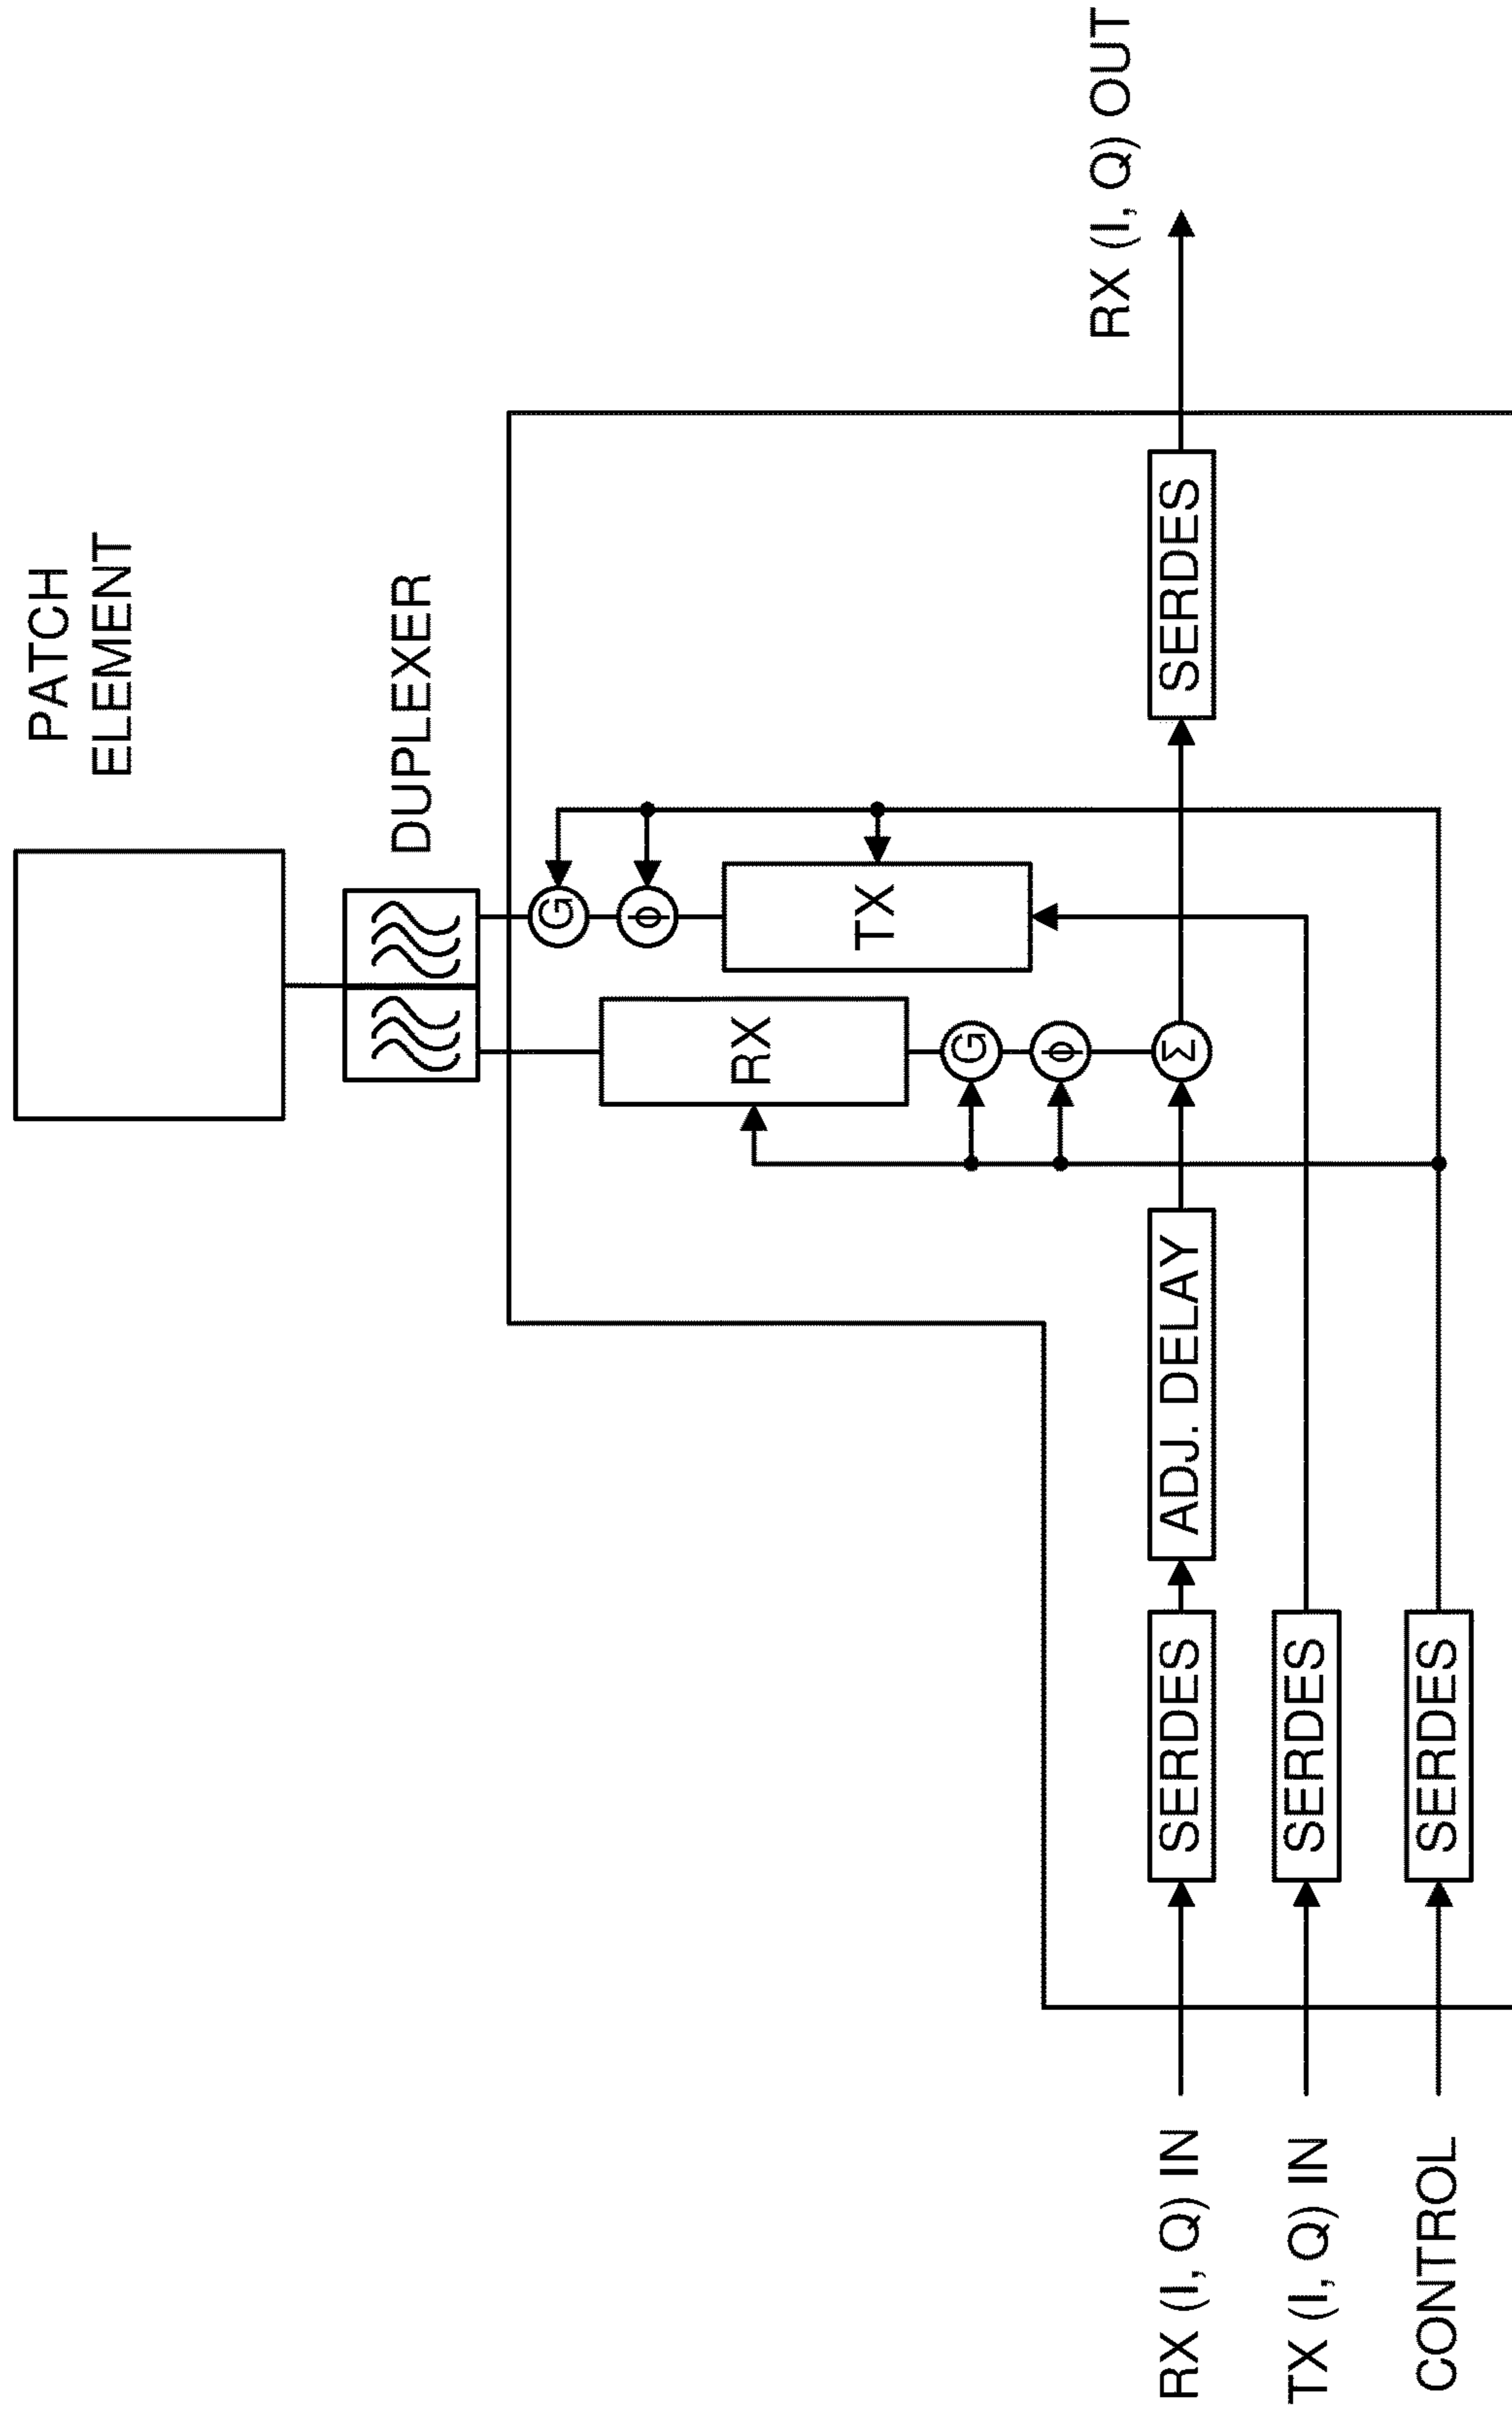 PATCH
ELEMENT
DUPLEXER
G
ϕ
TX
RX
G
ϕ
Σ
RX (I, Q) OUT
RX (I, Q) IN
SERDES
ADJ. DELAY
SERDES
TX (I, Q) IN
SERDES
CONTROL
SERDES